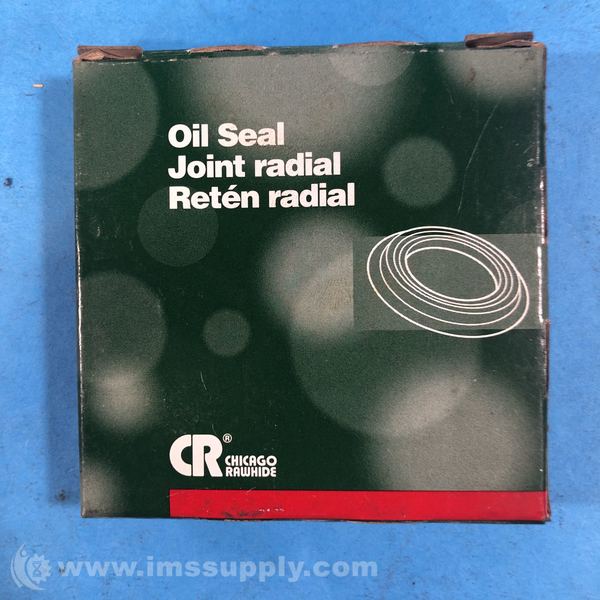 Oil Seal
Joint radial
Retén radial
CR®
CHICAGO
RAWHIDE
www.imssupply.com